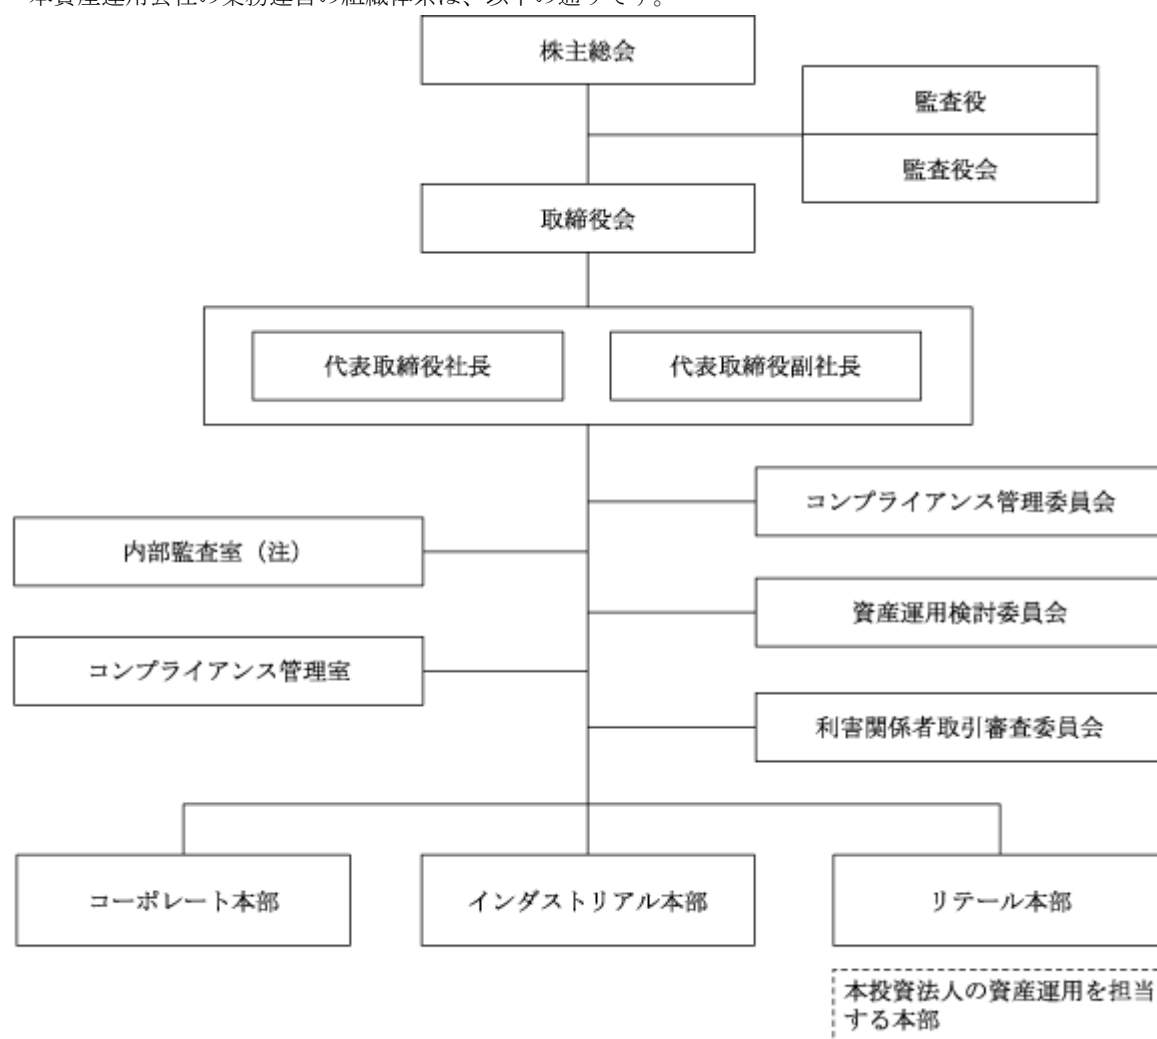 本資産運用会社の業務運営の組織体系は、以下の通りです。
株主総会
監査役
監査役会
取締役会
代表取締役社長
代表取締役副社長
コンプライアンス管理委員会
内部監査室（注）
資産運用検討委員会
コンプライアンス管理室
利害関係者取引審査委員会
コーポレート本部
インダストリアル本部
リテール本部
本投資法人の資産運用を担当
する本部